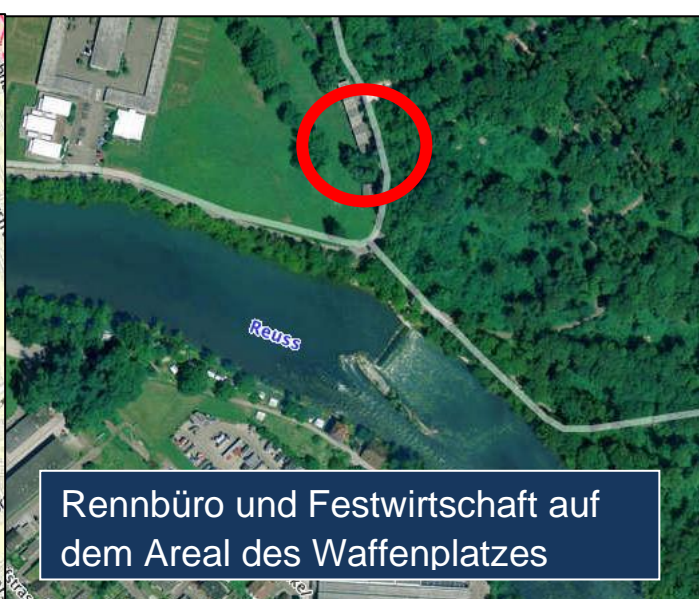 Reuss
Rennbüro und Festwirtschaft auf
dem Areal des Waffenplatzes